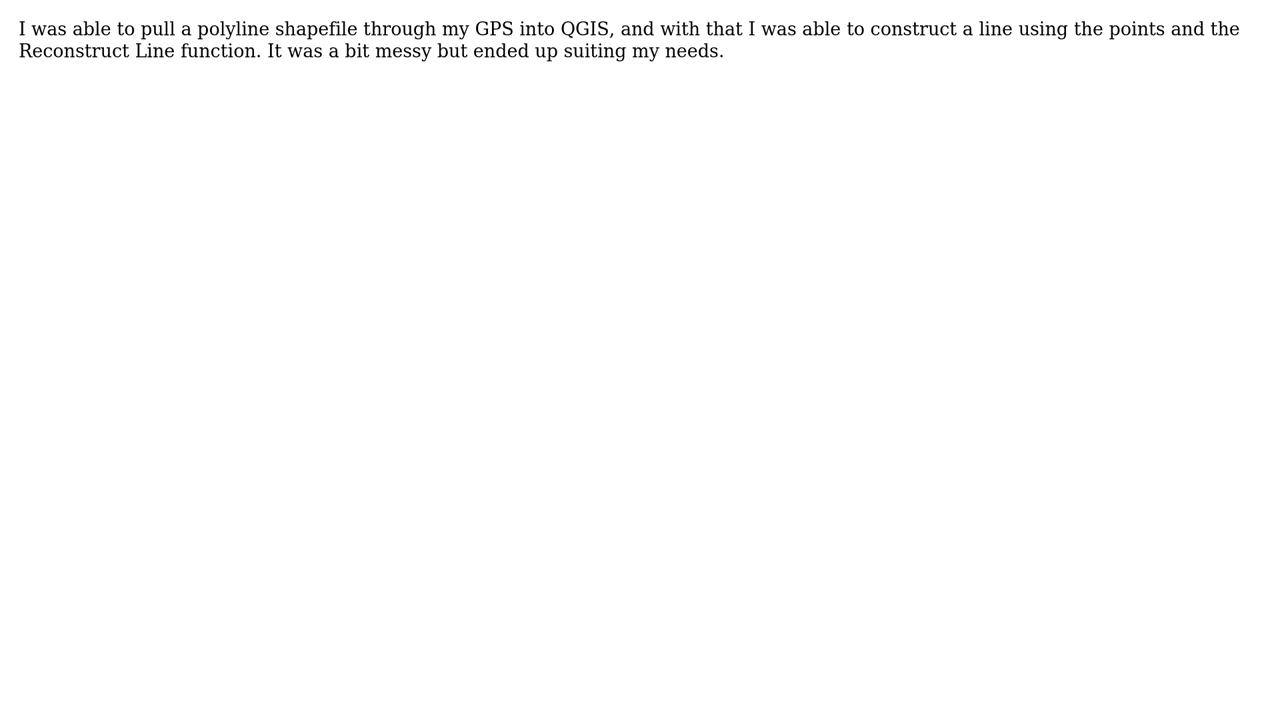 I was able to pull a polyline shapefile through my GPS into QGIS, and with that I was able to construct a line using the points and the
Reconstruct Line function. It was a bit messy but ended up suiting my needs.